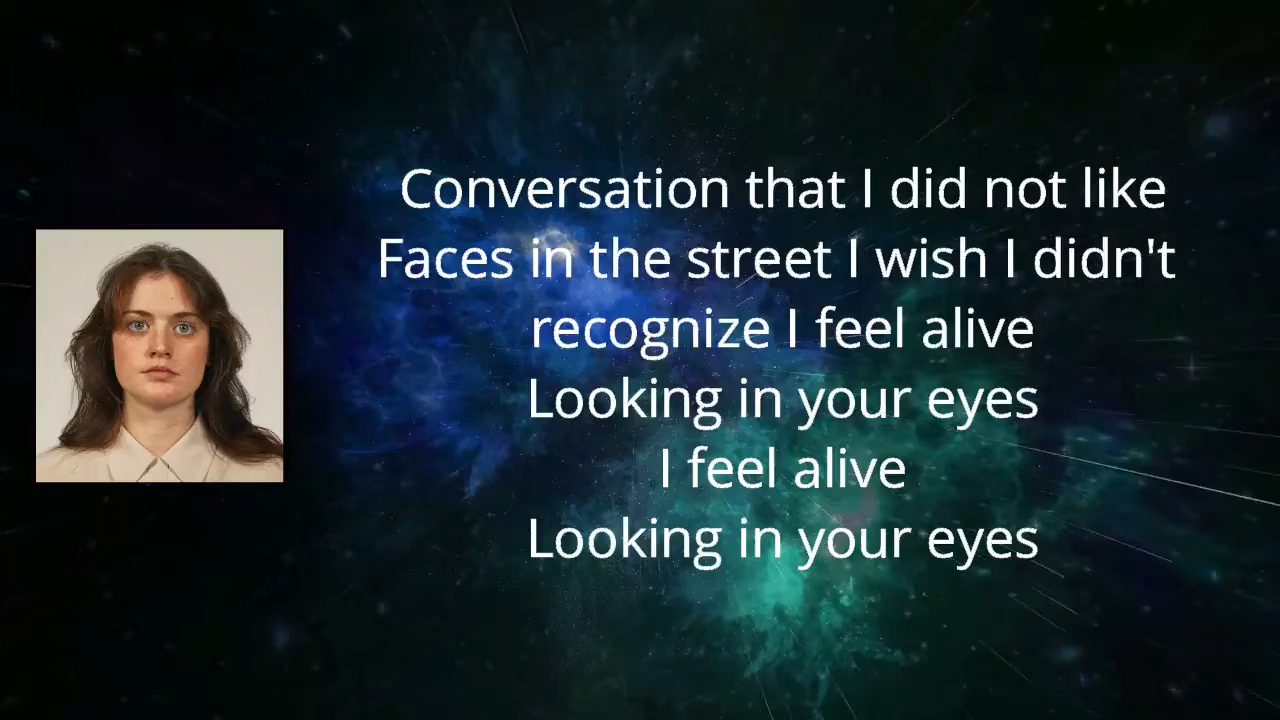 Conversation that I did not like
Faces in the street I wish I didn't
recognize I feel alive
Looking in your eyes
I feel alive
Looking in your eyes